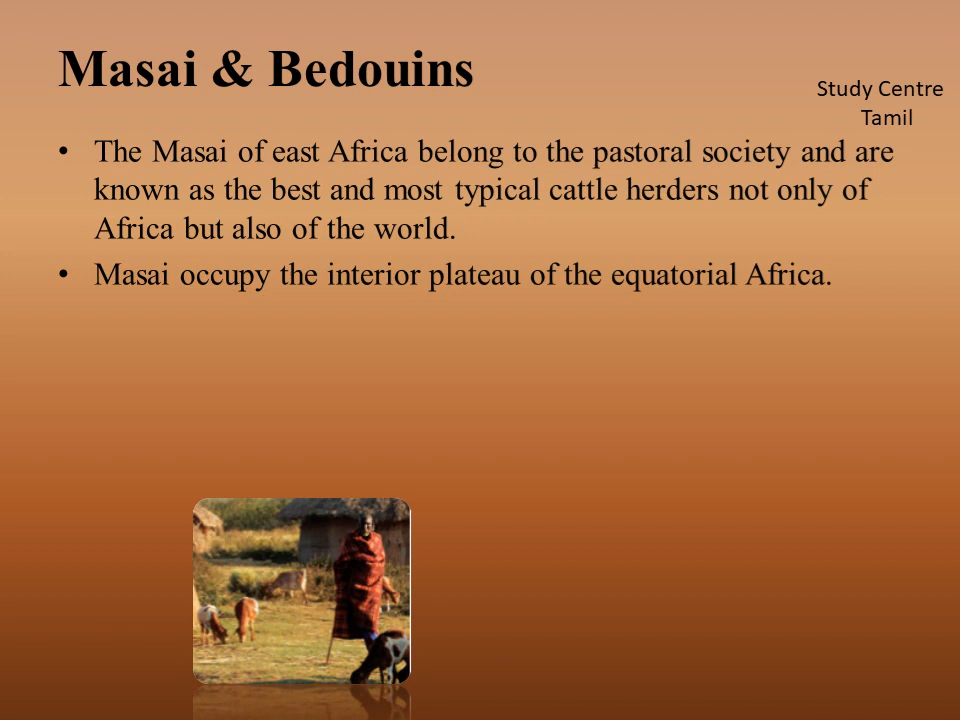 Masai & Bedouins
Study Centre
Tamil
• The Masai of east Africa belong to the pastoral society and are
known as the best and most typical cattle herders not only of
Africa but also of the world.
• Masai occupy the interior plateau of the equatorial Africa.